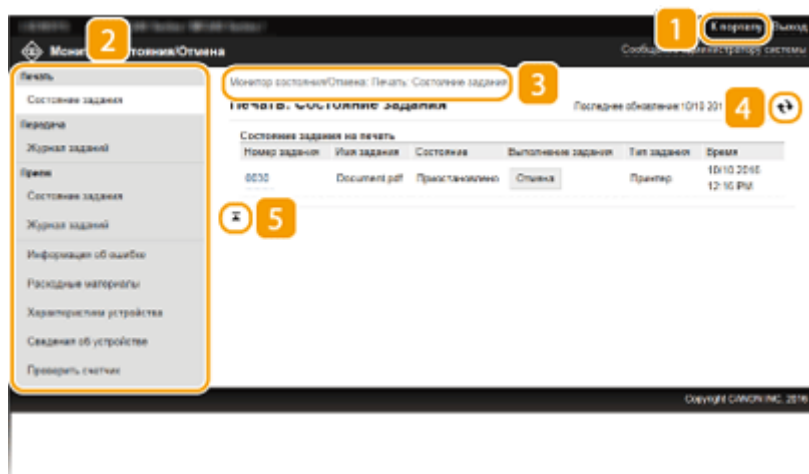 1
К порталу Выход
2
Монит тояния/Отмена
Сообщ администратору системы
Печать
Состояние задания
Передача
Журнал заданий
Прием
Состояние задания
Журнал заданий
Информация об ошибке
Расходные материалы
Характеристики устройства
Сведения об устройстве
Проверить счетчик
Монитор состояния/Отмена: Печать: Состояние задания
3
Печать: Состояние задания
Последнее обновление: 10/10 201
4
Состояние задания на печать
Номер задания Имя задания Состояние Выполнение задания Тип задания Время
0030 Document.pdf Приостановлено Отмена Принтер 10/10 2016
12:16 PM
5
Copyright CANON INC. 2016